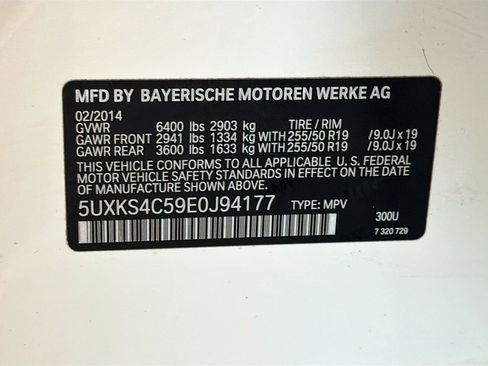 MFD BY BAYERISCHE MOTOREN WERKE AG
02/2014
GVWR 6400 lbs 2903 kg TIRE / RIM
GAWR FRONT 2941 lbs 1334 kg WITH 255/50 R19 /9.0J x 19
GAWR REAR 3600 lbs 1633 kg WITH 255/50 R19 /9.0J x 19
THIS VEHICLE CONFORMS TO ALL APPLICABLE U. S. FEDERAL
MOTOR VEHICLE SAFETY STANDARDS IN EFFECT ON THE
DATE OF MANUFACTURE SHOWN ABOVE.
5UXKS4C59E0J94177 TYPE: MPV
300U
7 320 729